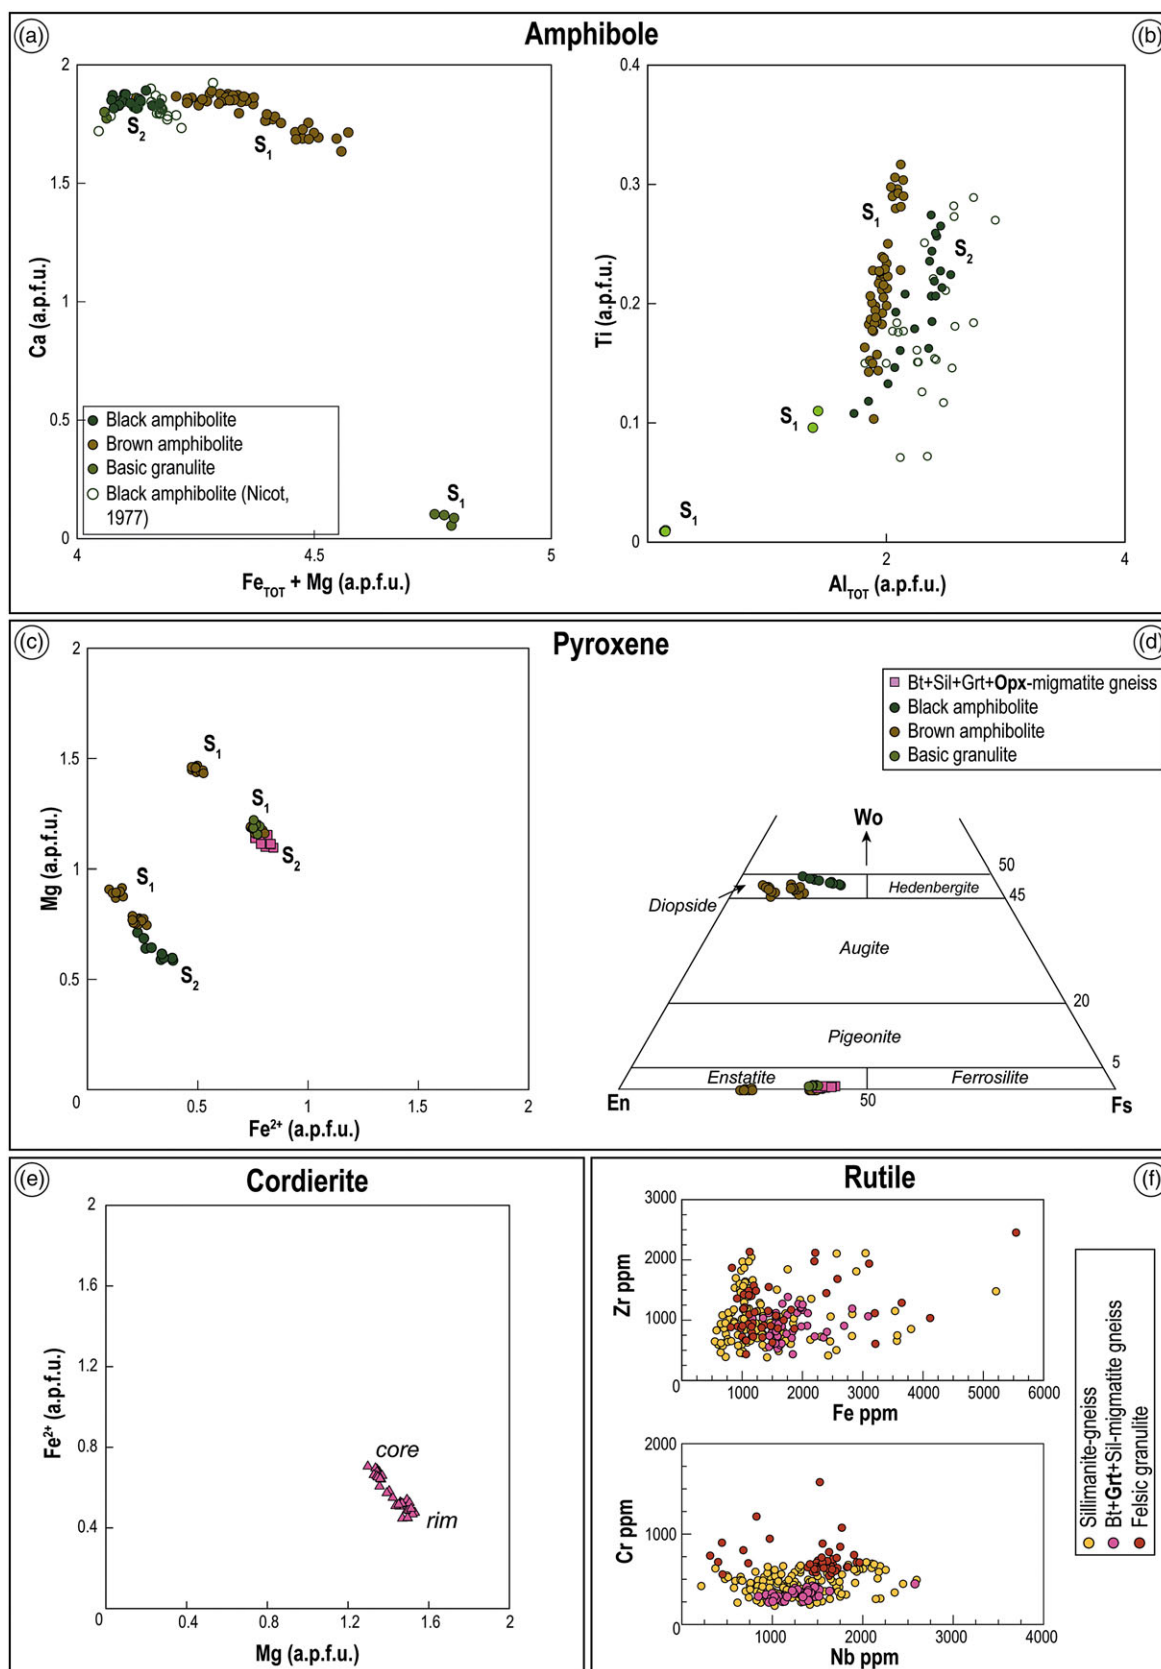 (a) Amphibole (b)
2
1.5
1
0.5
0
Ca (a.p.f.u.)
S2
S1
S1
Black amphibolite
Brown amphibolite
Basic granulite
Black amphibolite (Nicot,
1977)
4 4.5 5
FeTOT + Mg (a.p.f.u.)
0.4
0.3
0.2
0.1
0
Ti (a.p.f.u.)
S1
S2
S1
S1
2 4
AlTOT (a.p.f.u.)
(c) Pyroxene (d)
2
1.5
1
0.5
0
Mg (a.p.f.u.)
S1
S1
S2
S1
S2
0.5 1 1.5 2
Fe2+ (a.p.f.u.)
Bt+Sil+Grt+Opx-migmatite gneiss
Black amphibolite
Brown amphibolite
Basic granulite
Wo
50
Diopside
Hedenbergite
45
Augite
20
Pigeonite
5
Enstatite
Ferrosilite
En 50 Fs
(e) Cordierite
2
1.6
1.2
0.8
0.4
0
Fe2+ (a.p.f.u.)
core
rim
0 0.4 0.8 1.2 1.6 2
Mg (a.p.f.u.)
Rutile (f)
3000
2000
1000
0
Zr ppm
0 1000 2000 3000 4000 5000 6000
Fe ppm
2000
1000
0
Cr ppm
1000 2000 3000 4000
Nb ppm
Sillimanite-gneiss
Bt+Grt+Sil-migmatite gneiss
Felsic granulite